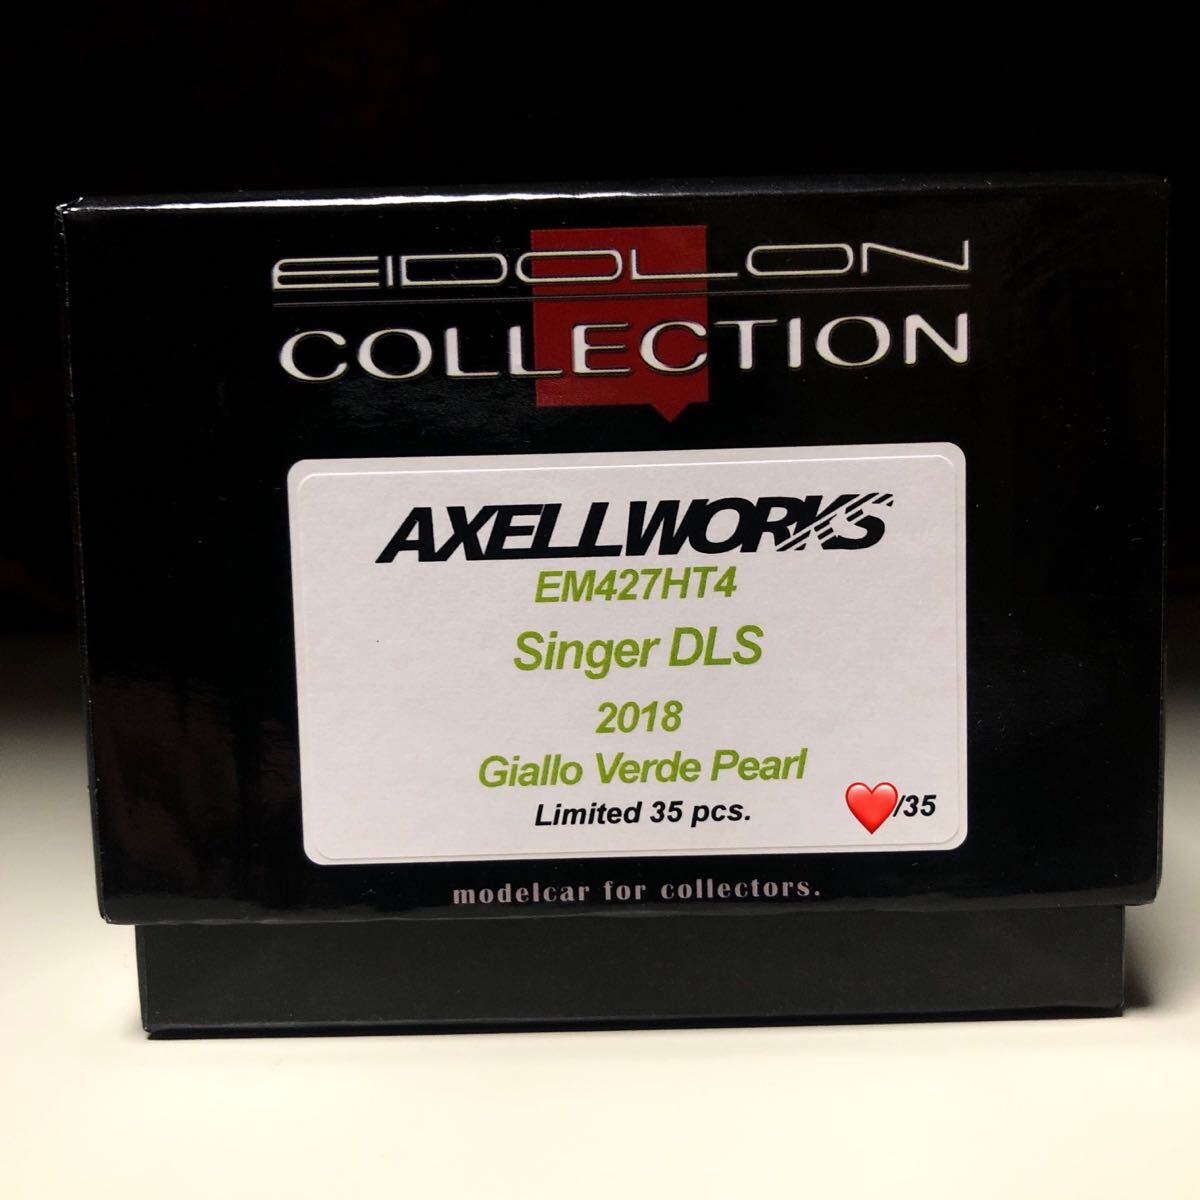 EIDOLON
COLLECTION
AXELLWORKS
EM427HT4
Singer DLS
2018
Giallo Verde Pearl
Limited 35 pcs.
❤️/35
modelcar for collectors.